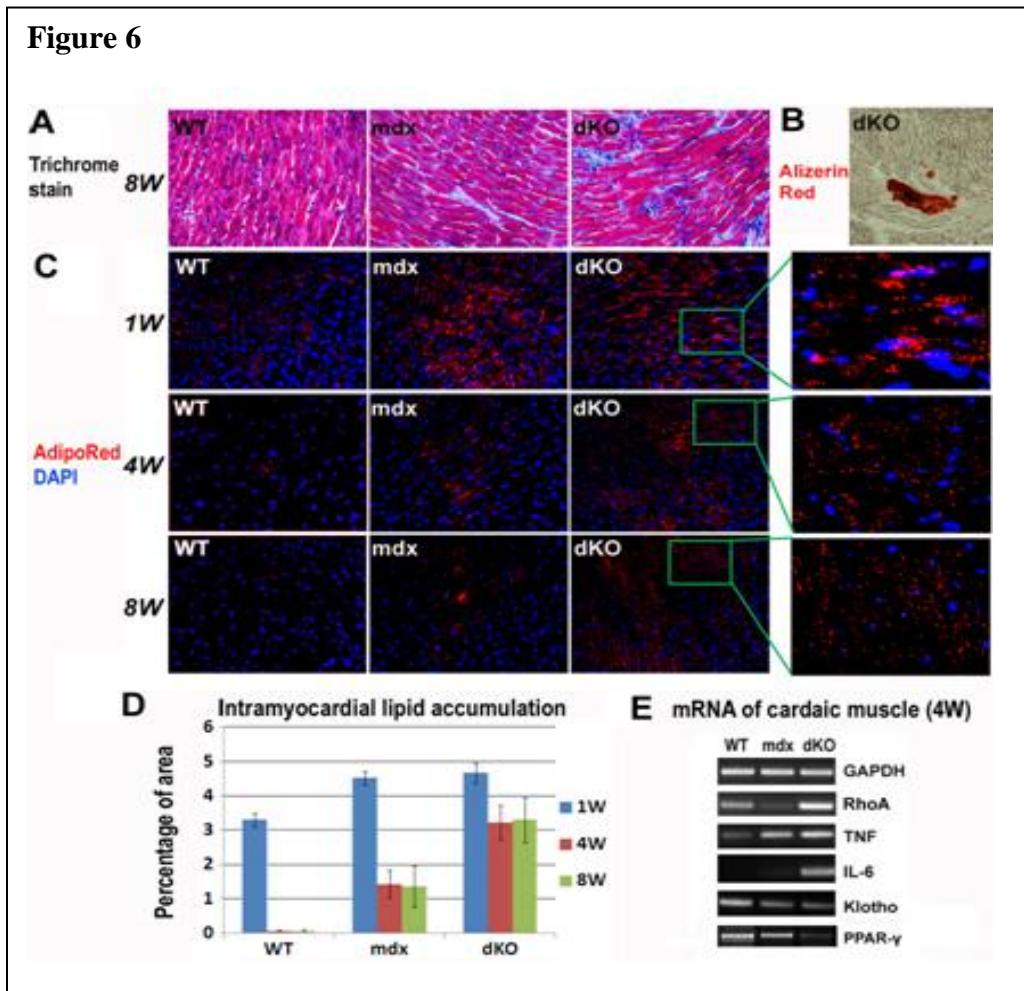 Figure 6
A
Trichrome
stain
8W
WT
mdx
dKO
B
Alizerin
Red
dKO
C
1W
WT
mdx
dKO
AdipoRed
DAPI
4W
WT
mdx
dKO
8W
WT
mdx
dKO
D
Intramyocardial lipid accumulation
Percentage of area
6
5
4
3
2
1
0
WT
mdx
dKO
1W
4W
8W
E mRNA of cardaic muscle (4W)
WT mdx dKO
GAPDH
RhoA
TNF
IL-6
Klotho
PPAR-γ